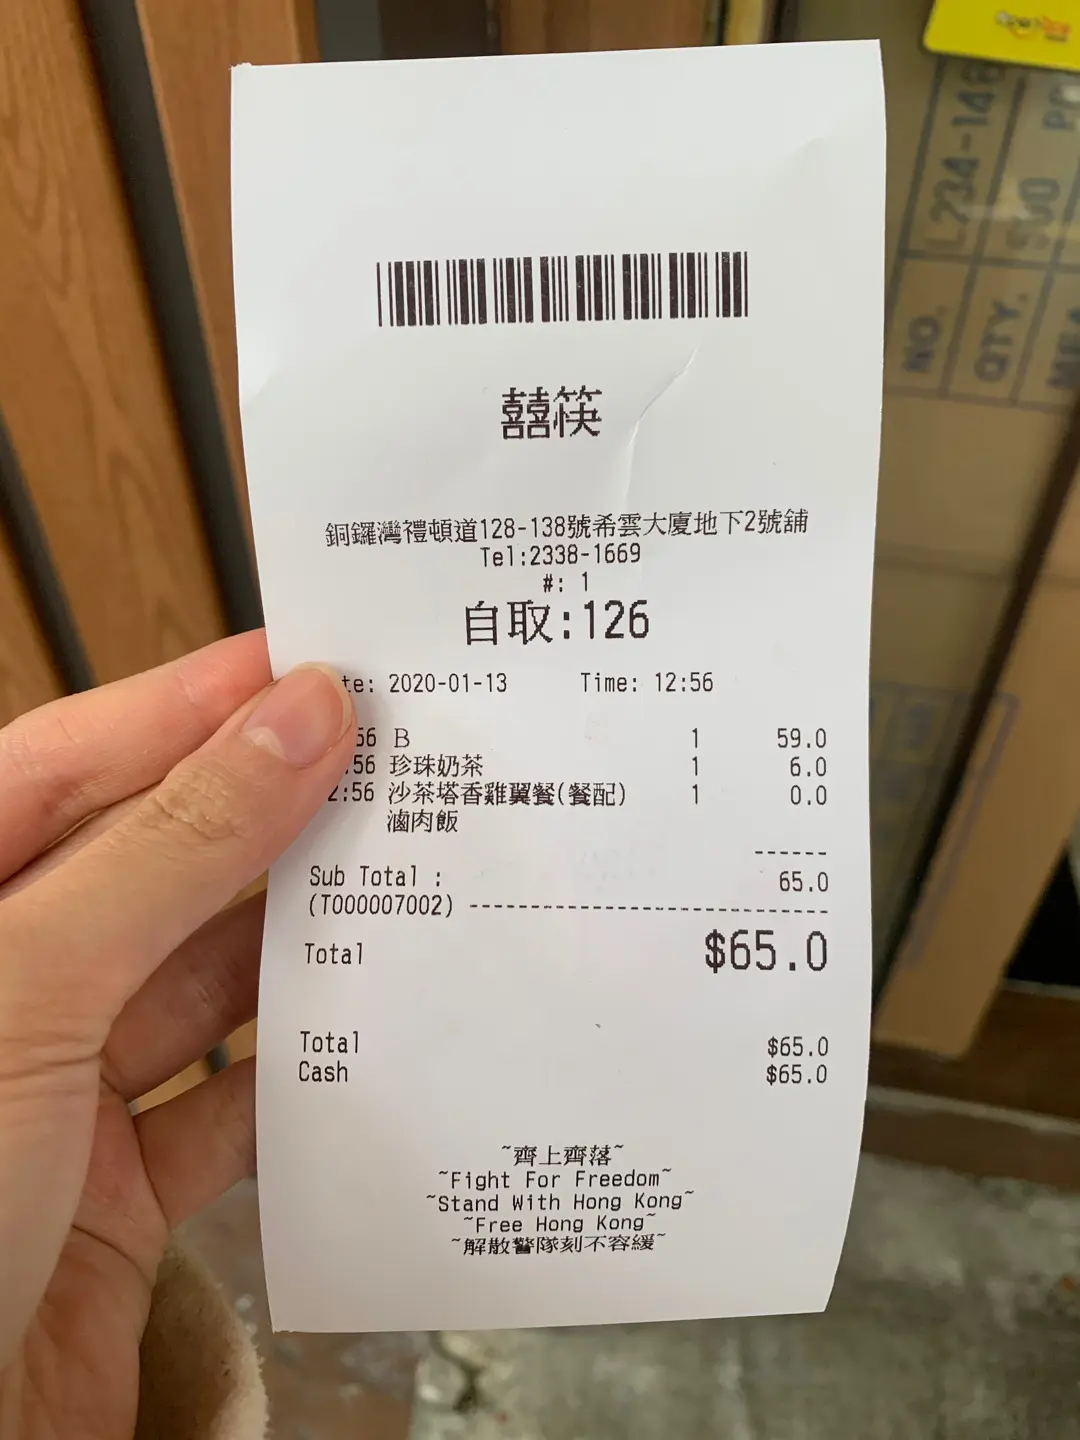 囍筷
銅鑼灣禮頓道128-138號希雲大廈地下2號舖
Tel:2338-1669
#: 1
自取:126
te: 2020-01-13 Time: 12:56
56 B 1 59.0
:56 珍珠奶茶 1 6.0
2:56 沙茶塔香雞翼餐(餐配) 1 0.0
滷肉飯
------
Sub Total : 65.0
(T000007002) ------------------------------
Total $65.0
Total $65.0
Cash $65.0
~齊上齊落~
~Fight For Freedom~
~Stand With Hong Kong~
~Free Hong Kong~
~解散警隊刻不容緩~
NO. L234-148
QTY.